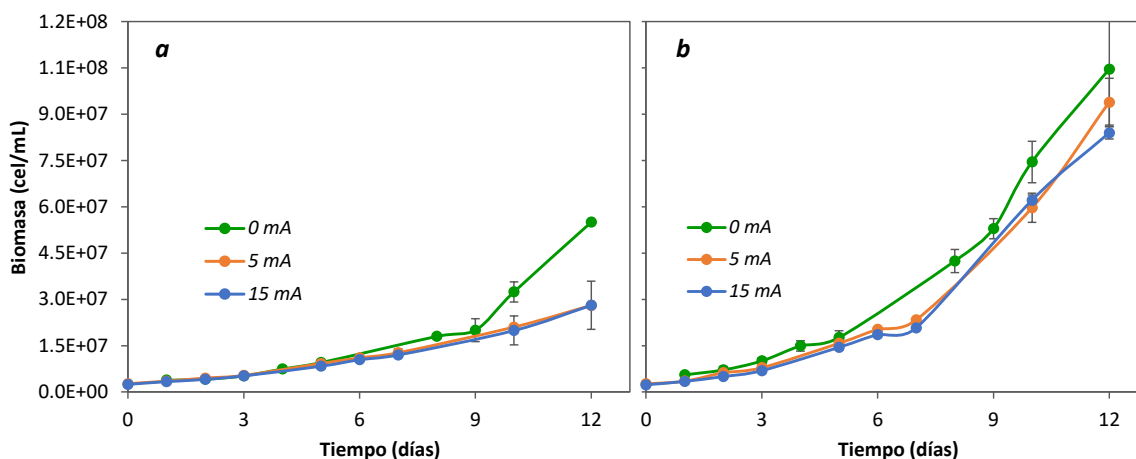 Biomasa (cel/mL)
1.2E+08
1.1E+08
9.0E+07
7.5E+07
6.0E+07
4.5E+07
3.0E+07
1.5E+07
0.0E+00
a
0 mA
5 mA
15 mA
0 3 6 9 12
Tiempo (días)
b
0 mA
5 mA
15 mA
0 3 6 9 12
Tiempo (días)